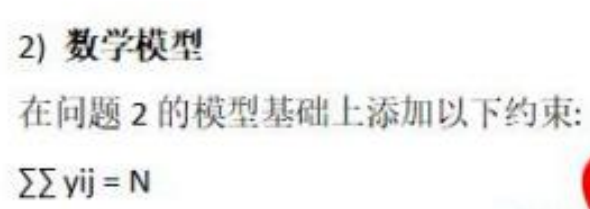 2) 数学模型
在问题 2 的模型基础上添加以下约束:
∑∑ yij = N